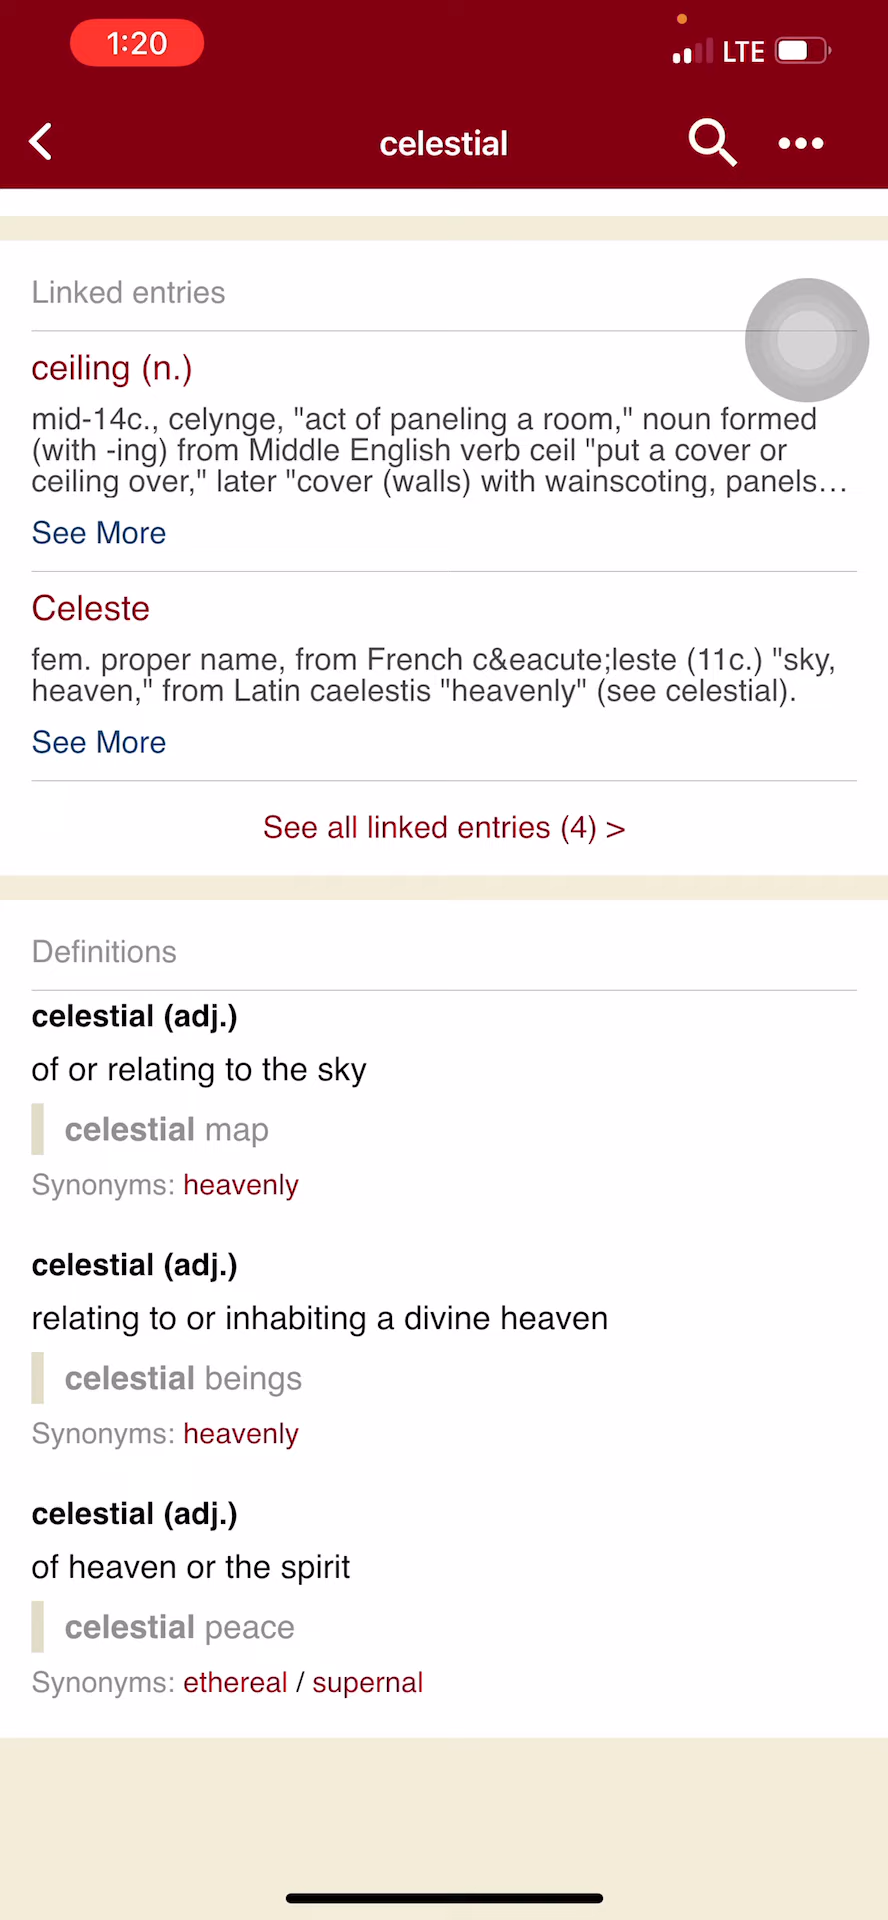 1:20
LTE
celestial
Linked entries
ceiling (n.)
mid-14c., celynge, "act of paneling a room," noun formed
(with -ing) from Middle English verb ceil "put a cover or
ceiling over," later "cover (walls) with wainscoting, panels...
See More
Celeste
fem. proper name, from French c&eacute;leste (11c.) "sky,
heaven," from Latin caelestis "heavenly" (see celestial).
See More
See all linked entries (4) >
Definitions
celestial (adj.)
of or relating to the sky
celestial map
Synonyms: heavenly
celestial (adj.)
relating to or inhabiting a divine heaven
celestial beings
Synonyms: heavenly
celestial (adj.)
of heaven or the spirit
celestial peace
Synonyms: ethereal / supernal